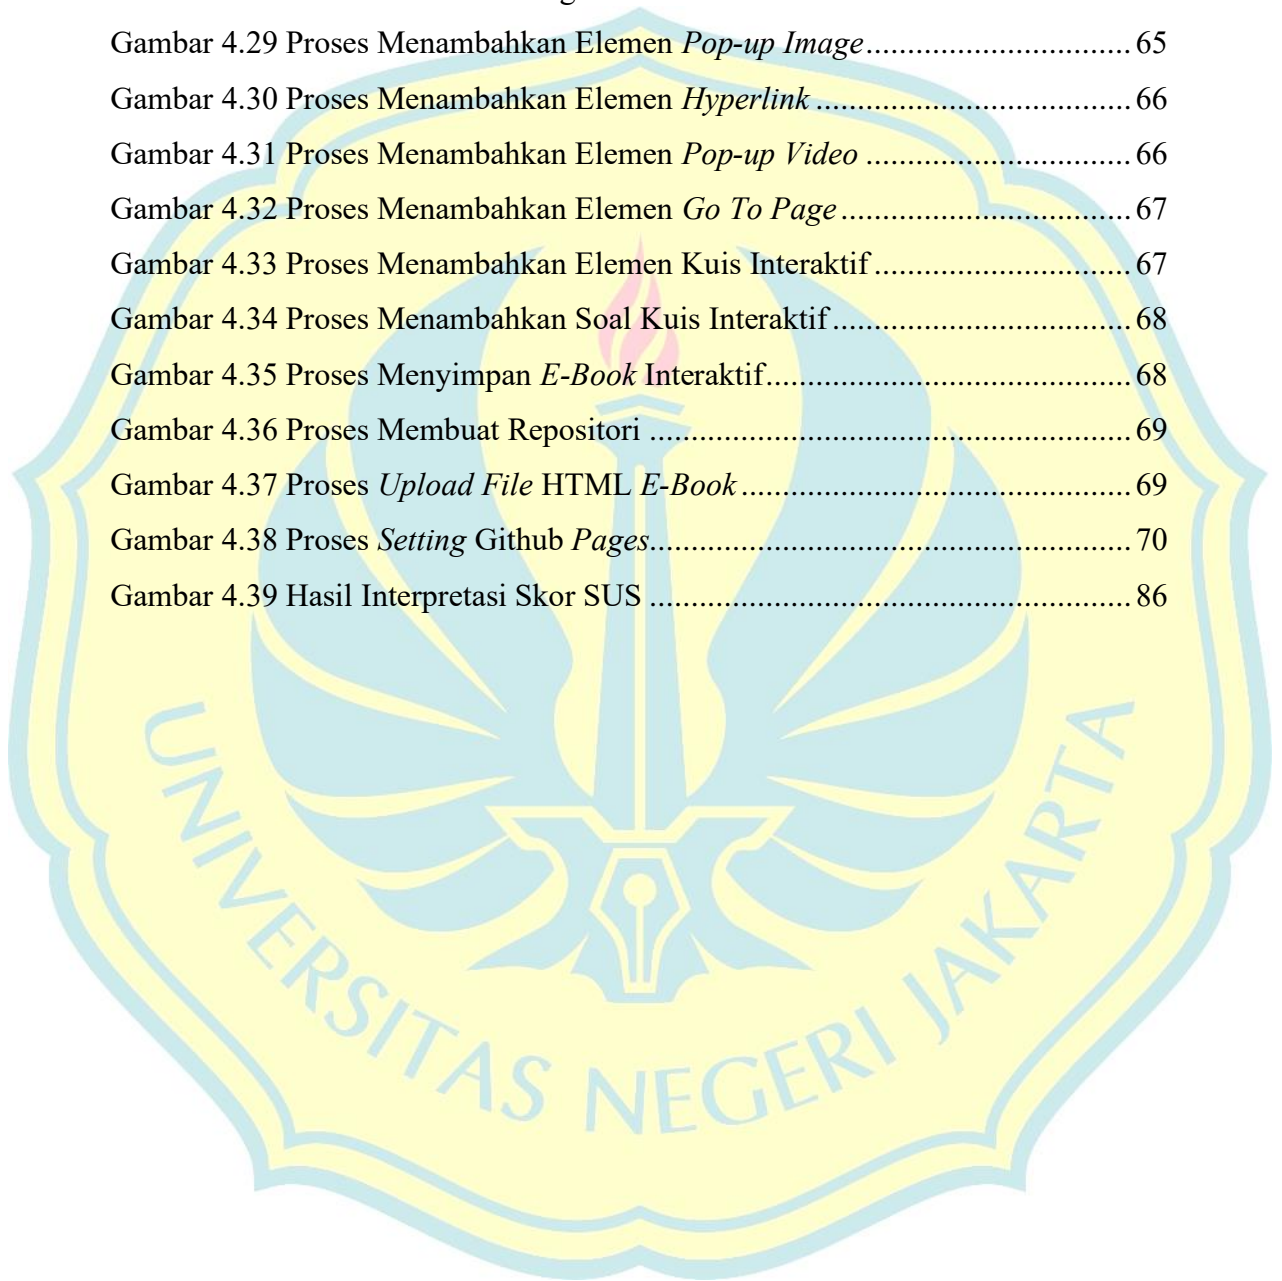 Gambar 4.29 Proses Menambahkan Elemen Pop-up Image................................ 65
Gambar 4.30 Proses Menambahkan Elemen Hyperlink ...................................... 66
Gambar 4.31 Proses Menambahkan Elemen Pop-up Video ................................ 66
Gambar 4.32 Proses Menambahkan Elemen Go To Page ................................... 67
Gambar 4.33 Proses Menambahkan Elemen Kuis Interaktif ............................... 67
Gambar 4.34 Proses Menambahkan Soal Kuis Interaktif .................................... 68
Gambar 4.35 Proses Menyimpan E-Book Interaktif............................................ 68
Gambar 4.36 Proses Membuat Repositori .......................................................... 69
Gambar 4.37 Proses Upload File HTML E-Book ............................................... 69
Gambar 4.38 Proses Setting Github Pages.......................................................... 70
Gambar 4.39 Hasil Interpretasi Skor SUS .......................................................... 86
UNIVERSITAS NEGERI JAKARTA